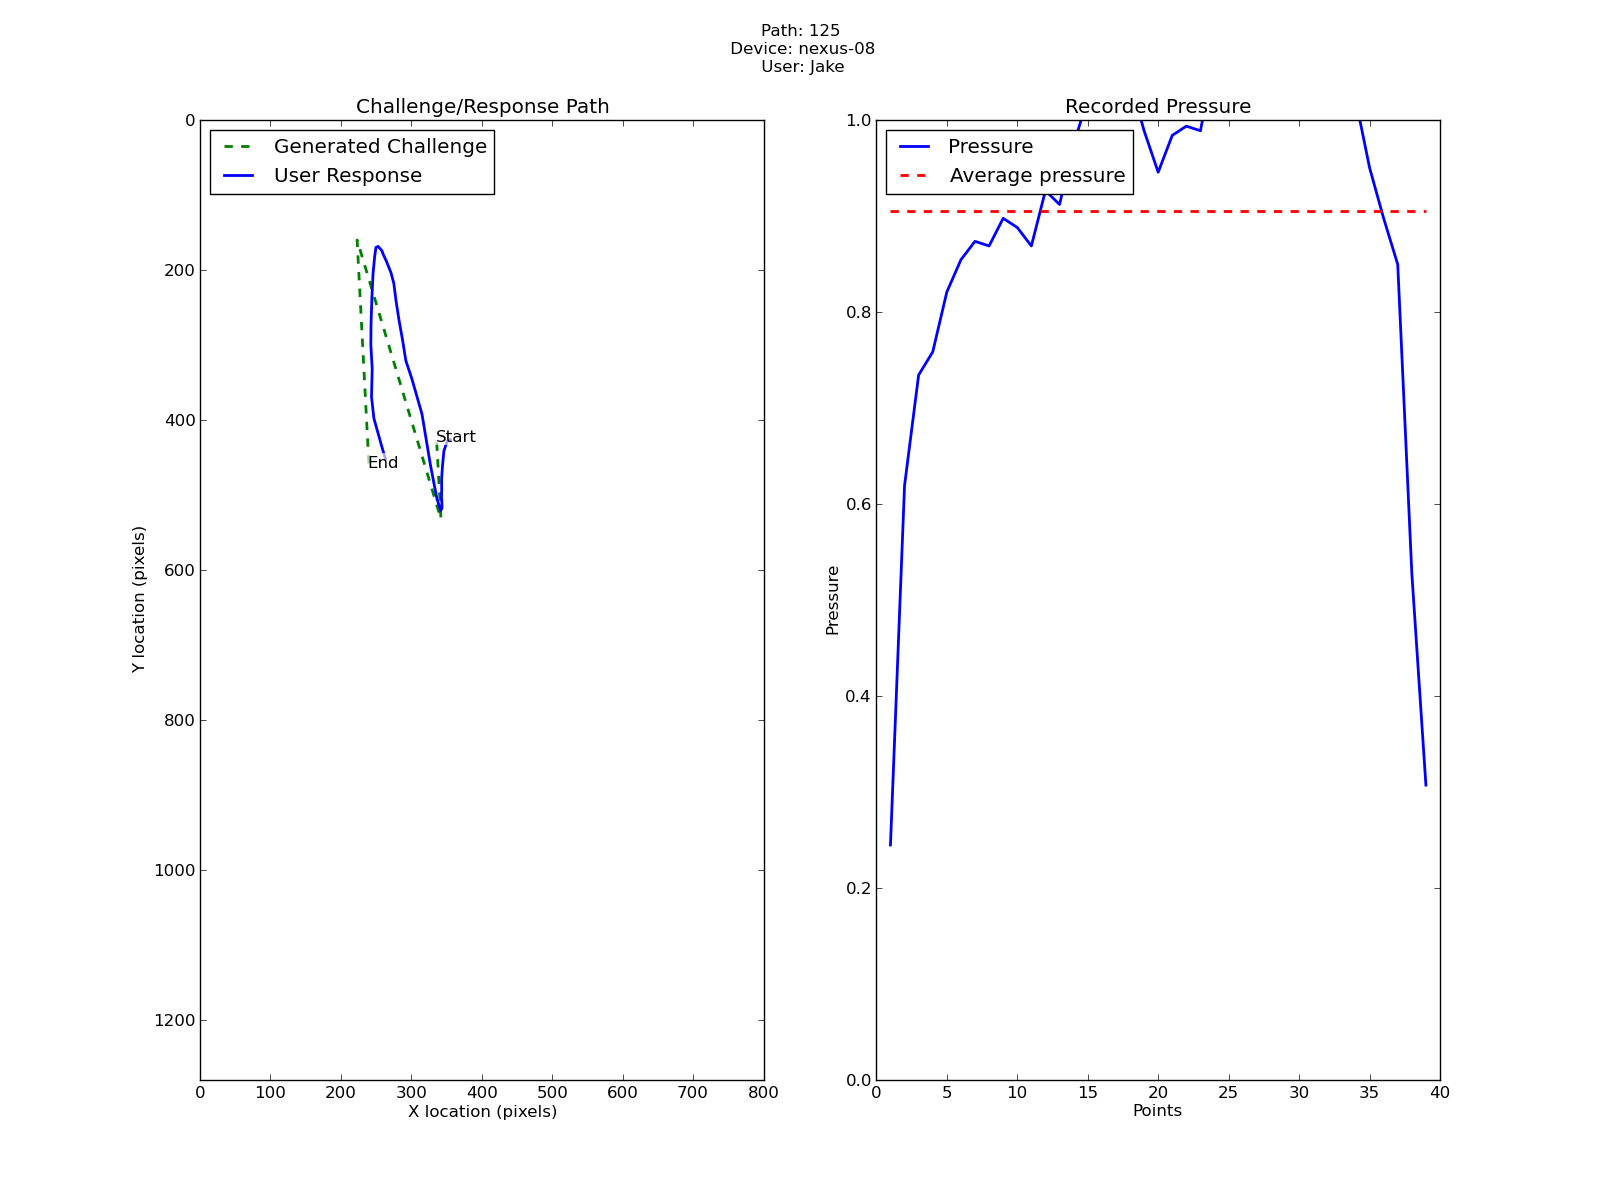 Path: 125
Device: nexus-08
User: Jake
Challenge/Response Path
Generated Challenge
User Response
Start
End
0
200
400
600
800
1000
1200
Y location (pixels)
0 100 200 300 400 500 600 700 800
X location (pixels)
Recorded Pressure
Pressure
Average pressure
1.0
0.8
0.6
0.4
0.2
0.0
Pressure
0 5 10 15 20 25 30 35 40
Points